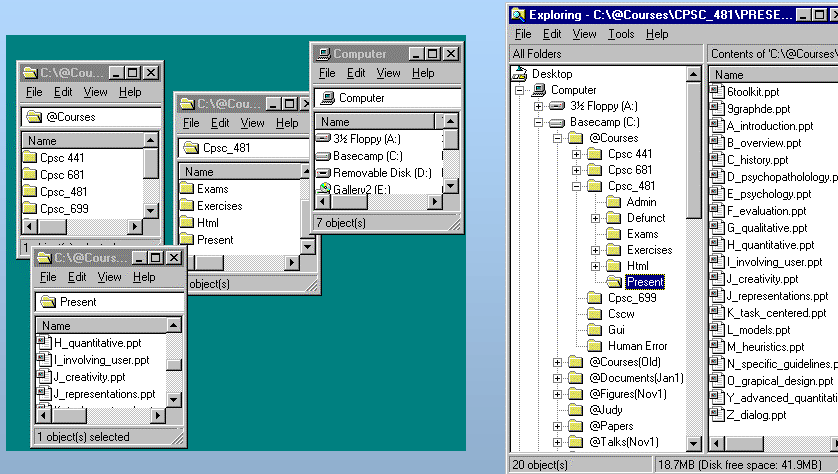 C:\@Cou...
File Edit View Help
@Courses
Name
Cpsc 441
Cpsc 681
Cpsc_481
Cpsc_699
C:\@Cou...
File Edit View Help
Cpsc_481
Name
Exams
Exercises
Html
Present
object(s)
Computer
File Edit View Help
Computer
Name
3½ Floppy (A:)
Basecamp (C:)
Removable Disk (D:)
Gallery2 (E:)
7 object(s)
C:\@Cours...
File Edit View Help
Present
Name
H_quantitative.ppt
I_involving_user.ppt
J_creativity.ppt
J_representations.ppt
1 object(s) selected
Exploring - C:\@Courses\CPSC_481\PRESE...
File Edit View Tools Help
All Folders
Desktop
Computer
3½ Floppy (A:)
Basecamp (C:)
@Courses
Cpsc 441
Cpsc 681
Cpsc_481
Admin
Defunct
Exams
Exercises
Html
Present
Cpsc_699
Cscw
Gui
Human Error
@Courses(Old)
@Documents(Jan1)
@Figures(Nov1)
@Judy
@Papers
@Talks(Nov1)
Contents of 'C:\@Courses\
Name
6toolkit.ppt
9graphde.ppt
A_introduction.ppt
B_overview.ppt
C_history.ppt
D_psychopatholology.p
E_psychology.ppt
F_evaluation.ppt
G_qualitative.ppt
H_quantitative.ppt
I_involving_user.ppt
J_creativity.ppt
J_representations.ppt
K_task_centered.ppt
L_models.ppt
M_heuristics.ppt
N_specific_guidelines.p
O_grapical_design.ppt
Y_advanced_quantitati
Z_dialog.ppt
20 object(s)
18.7MB (Disk free space: 41.9MB)